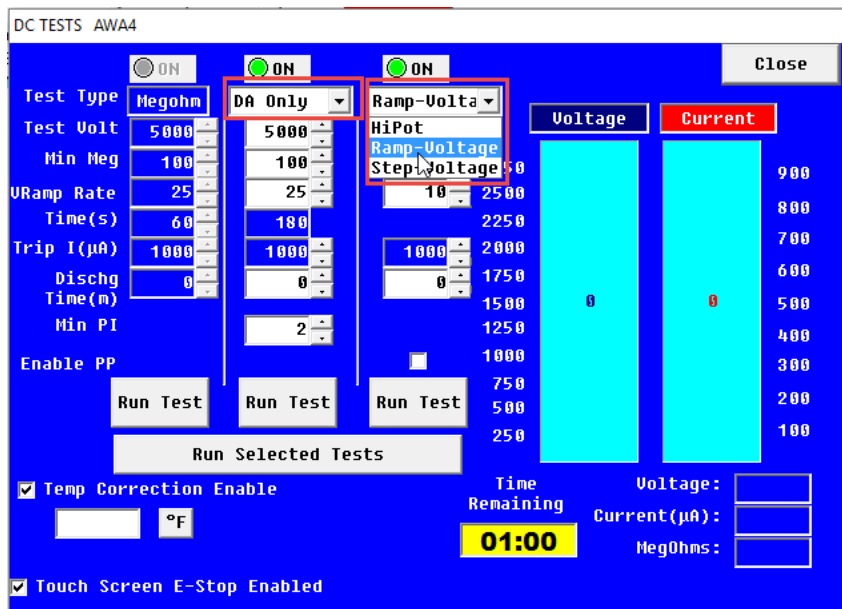 DC TESTS AWA4
ON ON ON Close
Test Type Megohm DA Only Ramp-Volta
Voltage Current
Test Volt 5000 5000 HiPot
Ramp-Voltage
Min Meg 100 100 Step-Voltage 50 900
VRamp Rate 25 25 10 2500
800
Time(s) 60 180 2250
700
Trip I(µA) 1000 1000 1000 2000
600
Dischg Time(m) 0 0 0 1750
1500 0 0 500
Min PI 2 1250
400
Enable PP 1000
300
750
Run Test Run Test Run Test 500 200
250 100
Run Selected Tests
Temp Correction Enable
°F
Time Remaining
01:00
Voltage:
Current(µA):
MegOhms:
Touch Screen E-Stop Enabled